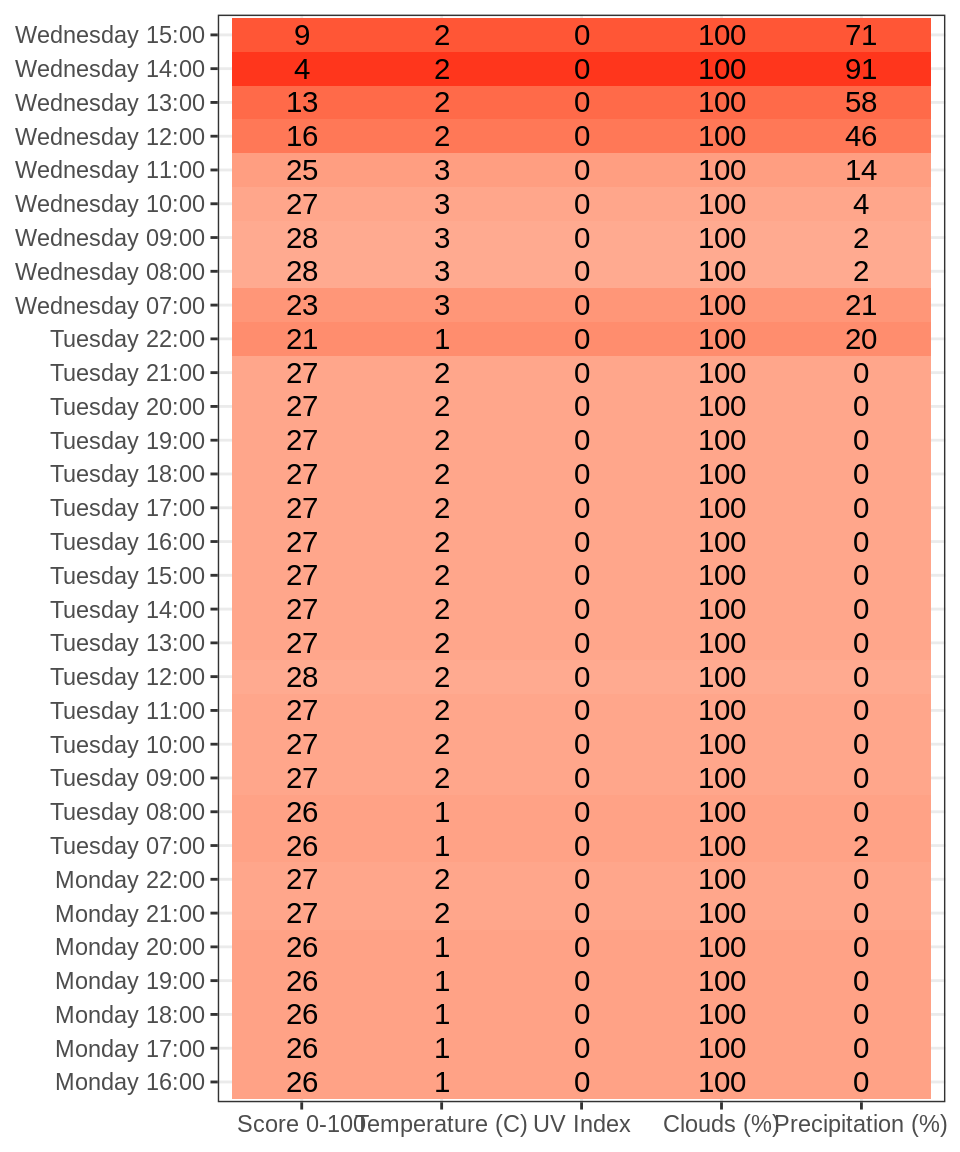 Wednesday 15:00 9 2 0 100 71
Wednesday 14:00 4 2 0 100 91
Wednesday 13:00 13 2 0 100 58
Wednesday 12:00 16 2 0 100 46
Wednesday 11:00 25 3 0 100 14
Wednesday 10:00 27 3 0 100 4
Wednesday 09:00 28 3 0 100 2
Wednesday 08:00 28 3 0 100 2
Wednesday 07:00 23 3 0 100 21
Tuesday 22:00 21 1 0 100 20
Tuesday 21:00 27 2 0 100 0
Tuesday 20:00 27 2 0 100 0
Tuesday 19:00 27 2 0 100 0
Tuesday 18:00 27 2 0 100 0
Tuesday 17:00 27 2 0 100 0
Tuesday 16:00 27 2 0 100 0
Tuesday 15:00 27 2 0 100 0
Tuesday 14:00 27 2 0 100 0
Tuesday 13:00 27 2 0 100 0
Tuesday 12:00 28 2 0 100 0
Tuesday 11:00 27 2 0 100 0
Tuesday 10:00 27 2 0 100 0
Tuesday 09:00 27 2 0 100 0
Tuesday 08:00 26 1 0 100 0
Tuesday 07:00 26 1 0 100 2
Monday 22:00 27 2 0 100 0
Monday 21:00 27 2 0 100 0
Monday 20:00 26 1 0 100 0
Monday 19:00 26 1 0 100 0
Monday 18:00 26 1 0 100 0
Monday 17:00 26 1 0 100 0
Monday 16:00 26 1 0 100 0
Score 0-100 Temperature (C) UV Index Clouds (%) Precipitation (%)